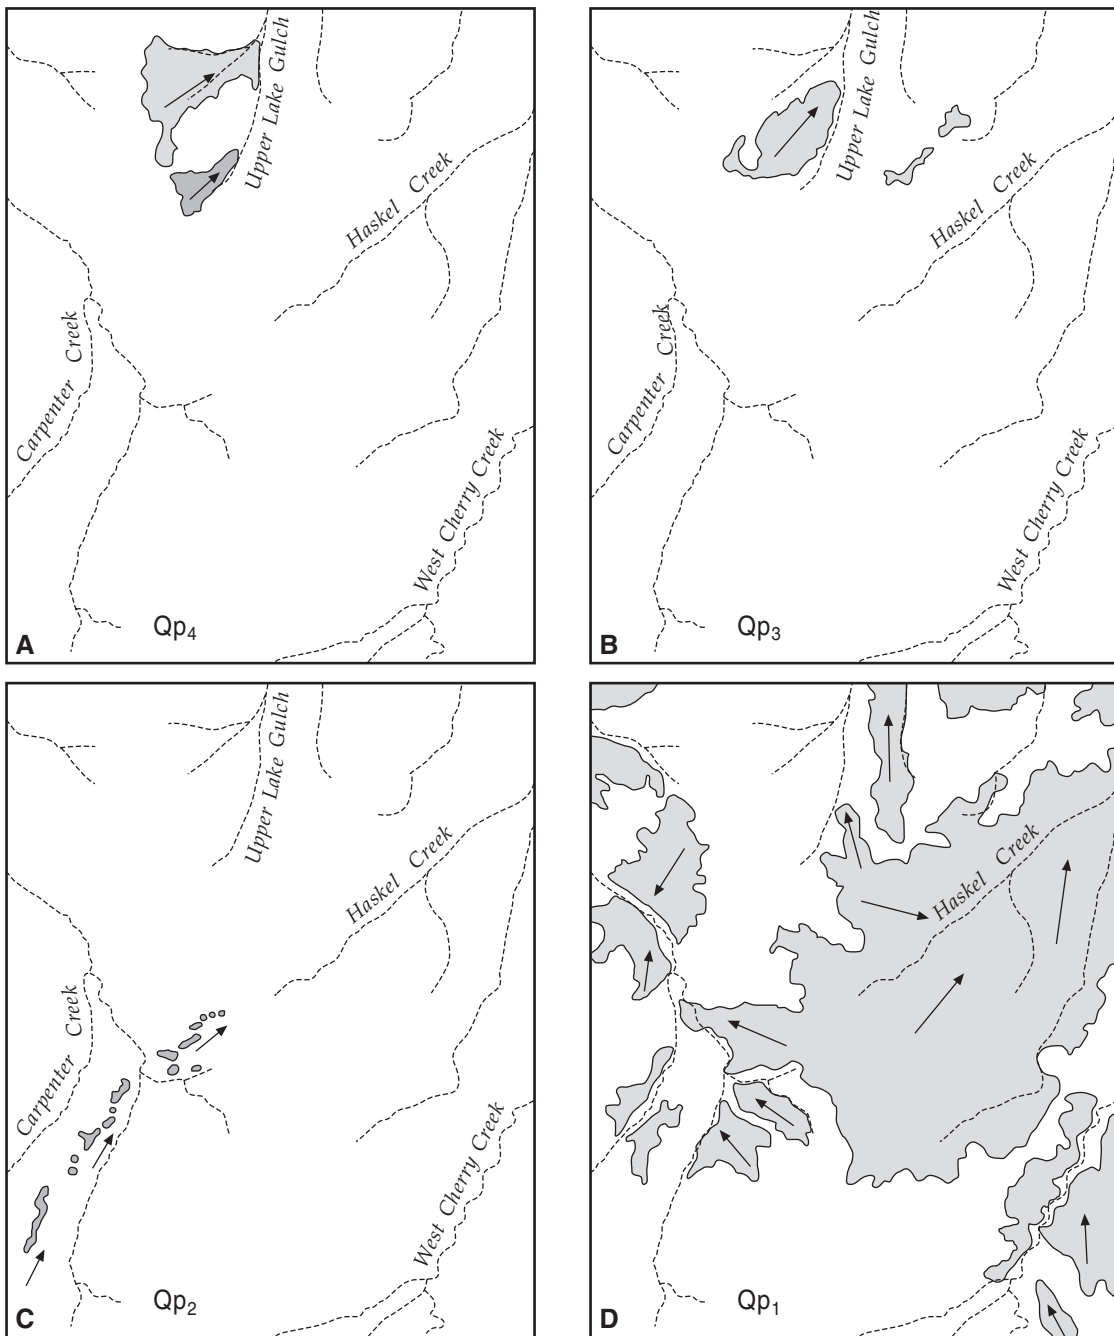 Upper Lake Gulch
Haskel Creek
Carpenter Creek
West Cherry Creek
A
Qp4
Upper Lake Gulch
Haskel Creek
Carpenter Creek
West Cherry Creek
B
Qp3
Upper Lake Gulch
Haskel Creek
Carpenter Creek
West Cherry Creek
C
Qp2
Haskel Creek
D
Qp1